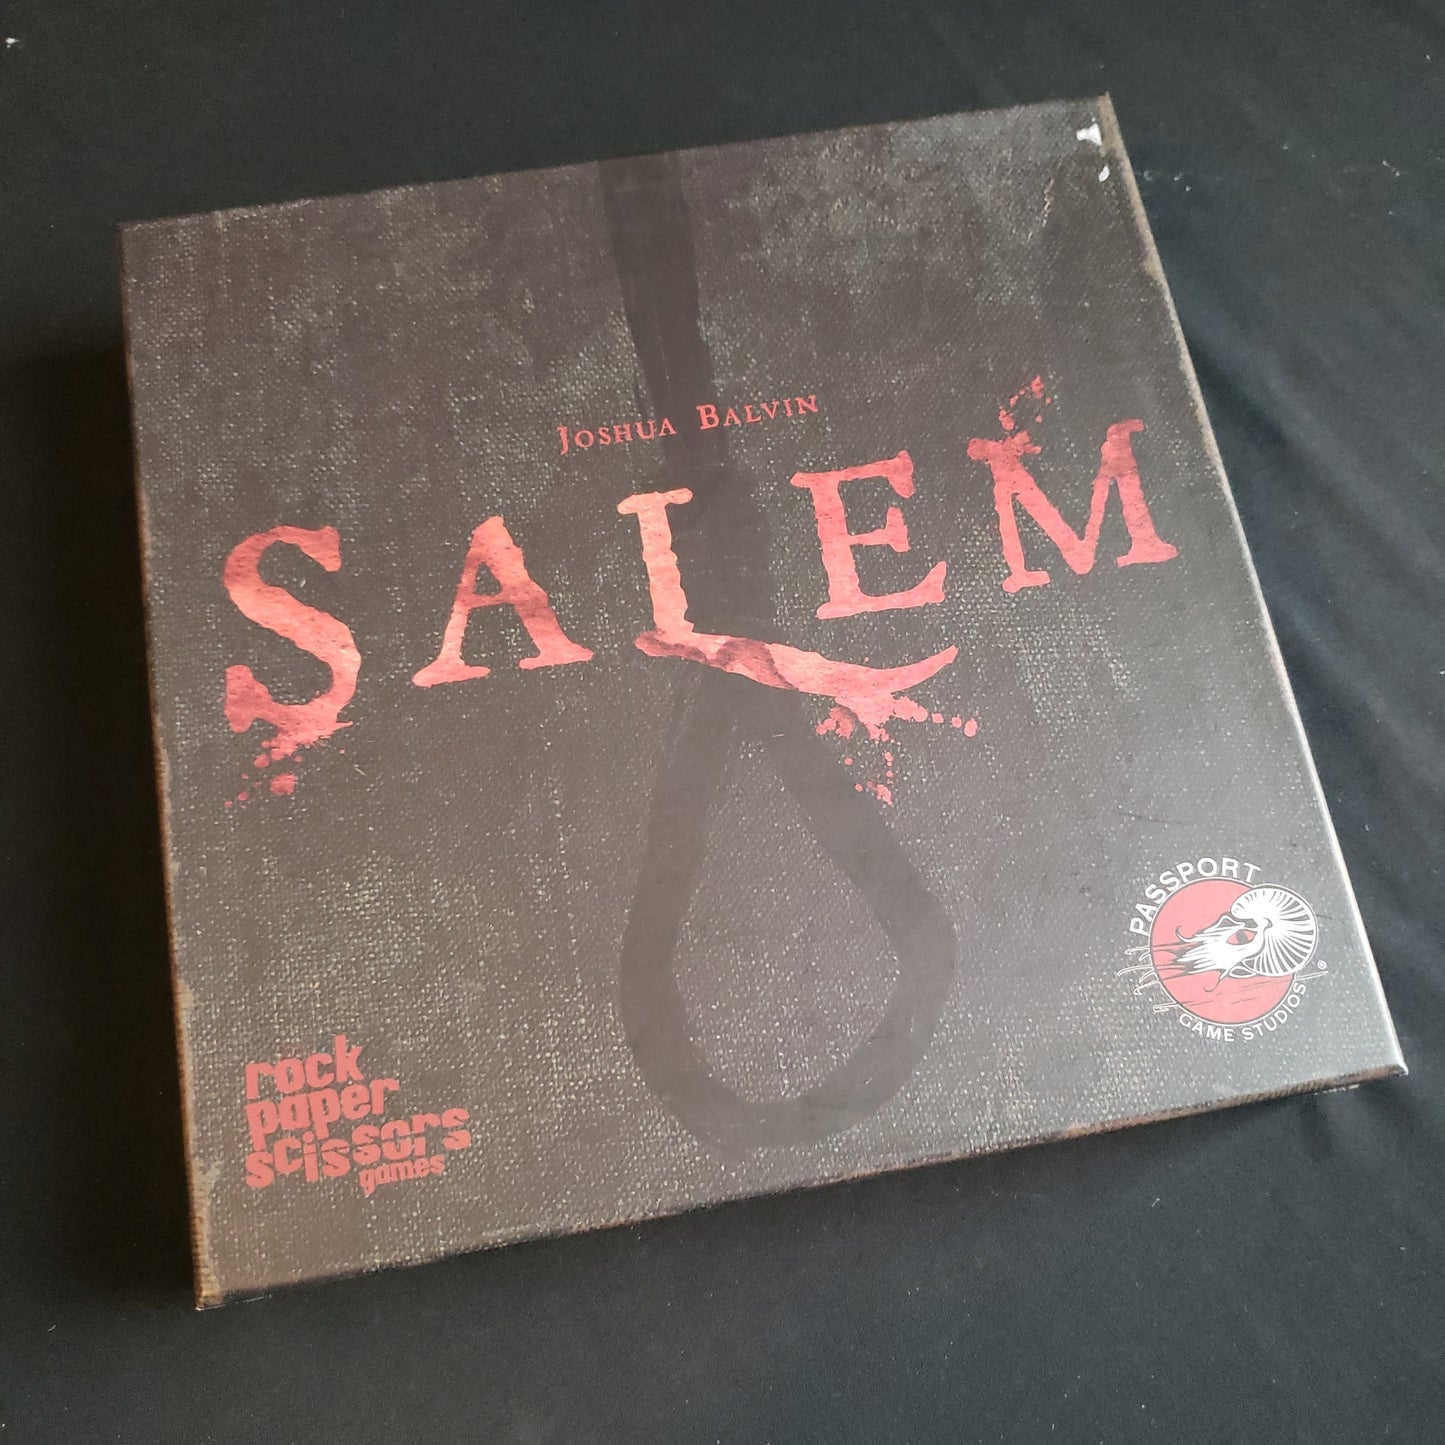 JOSHUA BALVIN
SALEM
PASSPORT
GAME STUDIOS
®
rock
paper
scissors
games